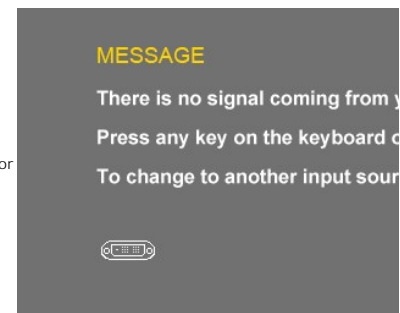 MESSAGE
There is no signal coming from
Press any key on the keyboard
or
To change to another input